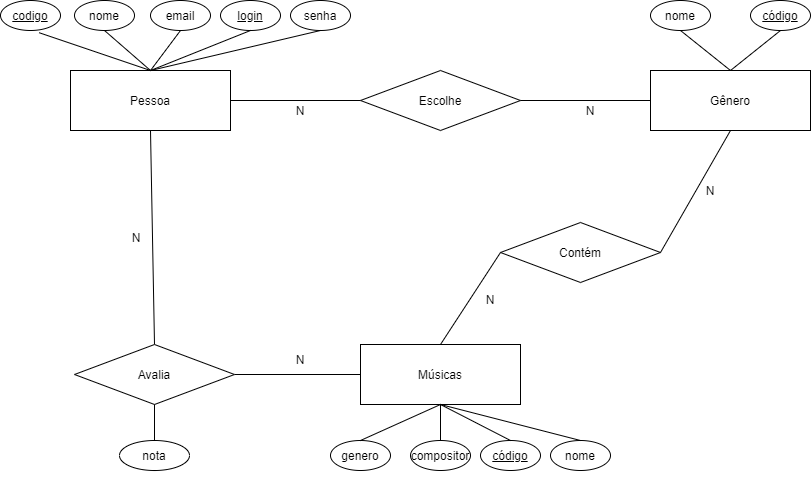 codigo
nome
email
login
senha
nome
código
Pessoa
Escolhe
Gênero
N
N
N
N
Contém
N
N
Avalia
Músicas
nota
genero
compositor
código
nome